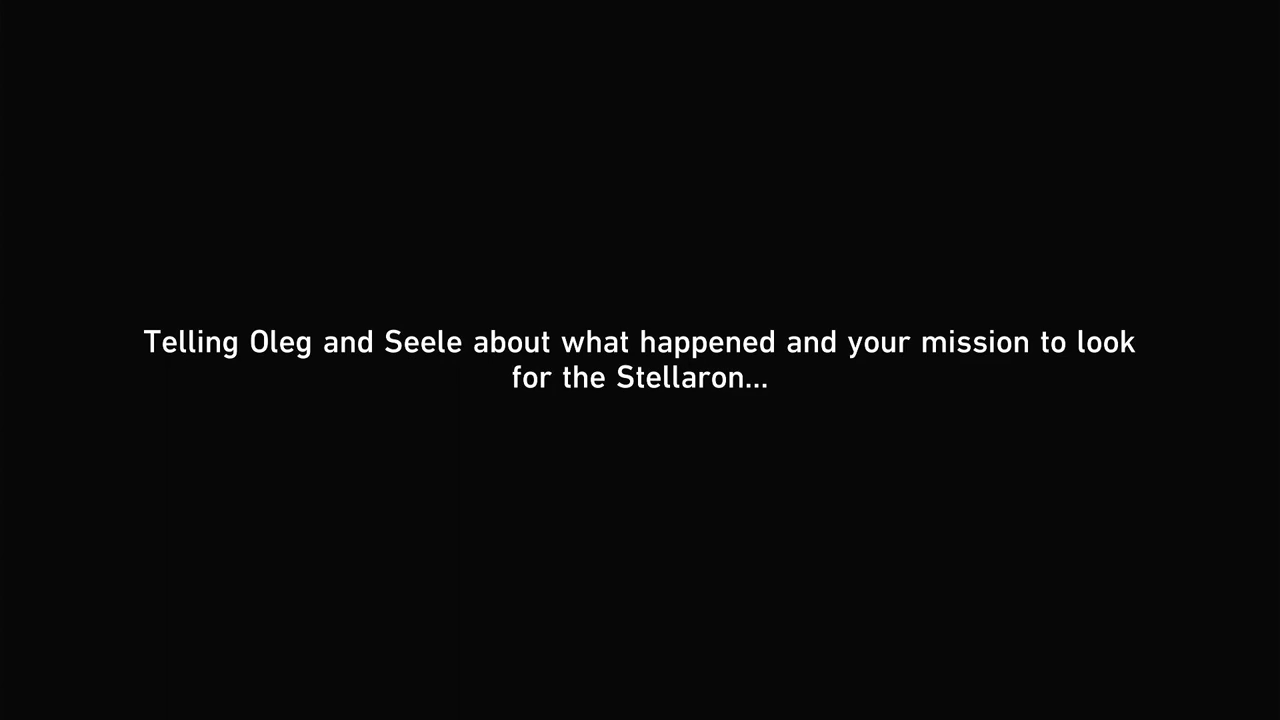 Telling Oleg and Seele about what happened and your mission to look
for the Stellaron...